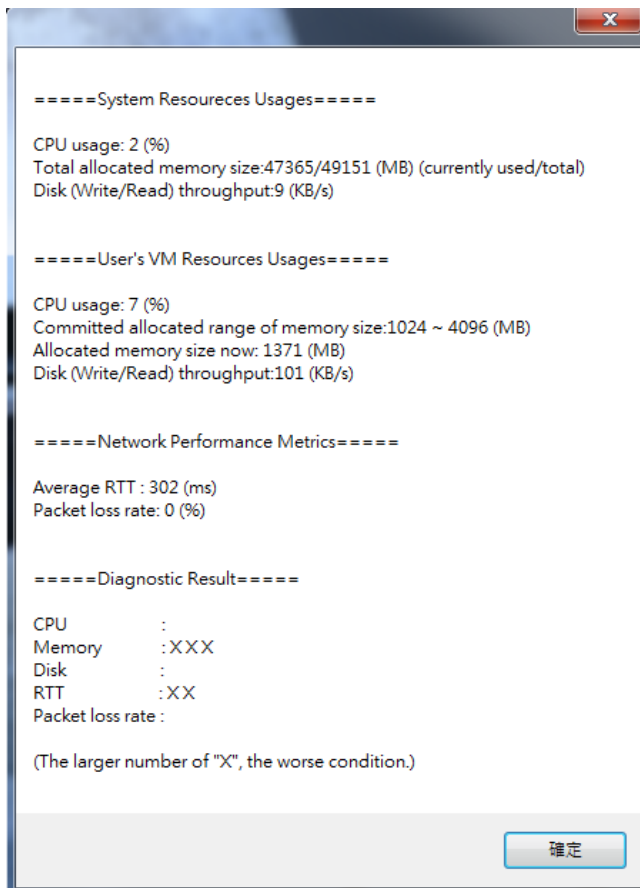 =====System Resoureces Usages=====
CPU usage: 2 (%)
Total allocated memory size:47365/49151 (MB) (currently used/total)
Disk (Write/Read) throughput:9 (KB/s)
=====User's VM Resources Usages=====
CPU usage: 7 (%)
Committed allocated range of memory size:1024 ~ 4096 (MB)
Allocated memory size now: 1371 (MB)
Disk (Write/Read) throughput:101 (KB/s)
=====Network Performance Metrics=====
Average RTT : 302 (ms)
Packet loss rate: 0 (%)
=====Diagnostic Result=====
CPU :
Memory :XXX
Disk :
RTT :XX
Packet loss rate :
(The larger number of "X", the worse condition.)
確定